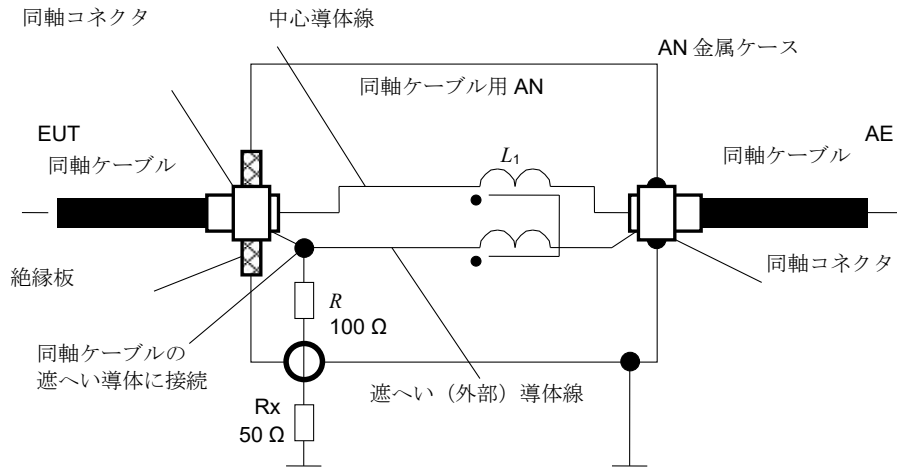 同軸コネクタ
中心導体線
AN 金属ケース
同軸ケーブル用 AN
EUT
同軸ケーブル
L1
AE
同軸ケーブル
絶縁板
同軸コネクタ
R
100 Ω
同軸ケーブルの
遮へい導体に接続
遮へい（外部）導体線
Rx
50 Ω